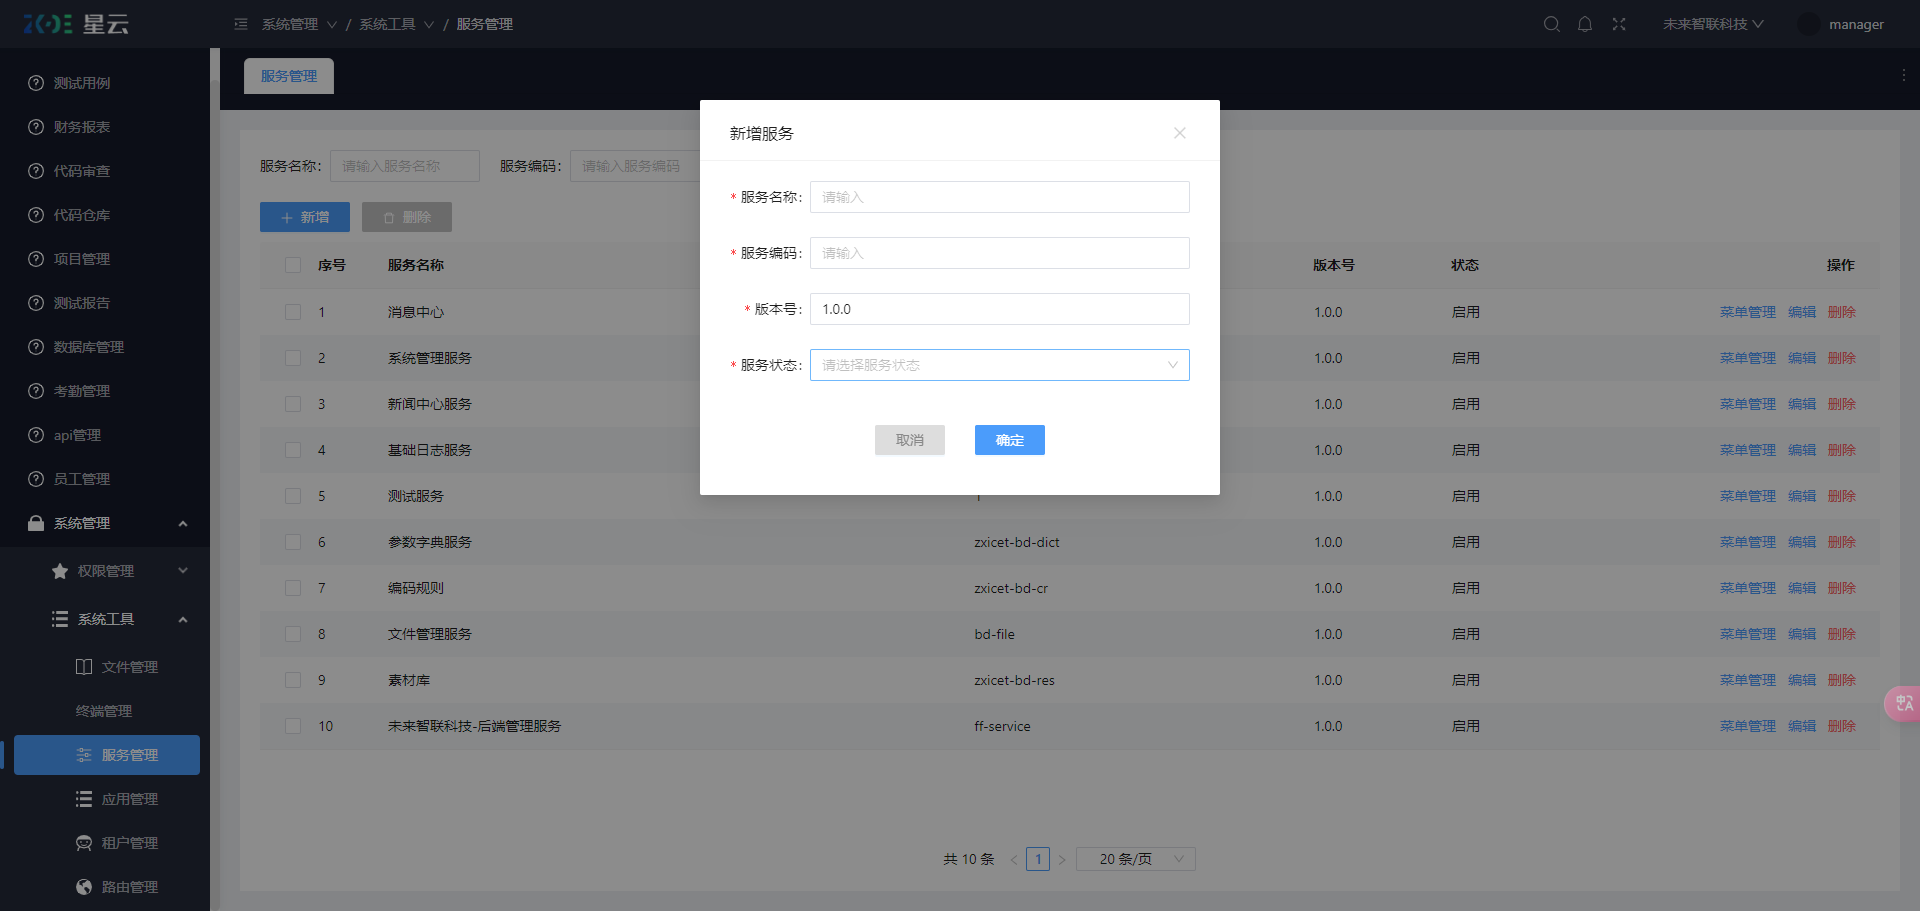 星云
系统管理 / 系统工具 / 服务管理
未来智联科技
manager
测试用例
财务报表
代码审查
代码仓库
项目管理
测试报告
数据库管理
考勤管理
api管理
员工管理
系统管理
权限管理
系统工具
文件管理
终端管理
服务管理
应用管理
租户管理
路由管理
服务管理
服务名称: 请输入服务名称 服务编码: 请输入服务编码
新增 删除
序号 服务名称 版本号 状态 操作
1 消息中心 1.0.0 启用 菜单管理 编辑 删除
2 系统管理服务 1.0.0 启用 菜单管理 编辑 删除
3 新闻中心服务 1.0.0 启用 菜单管理 编辑 删除
4 基础日志服务 1.0.0 启用 菜单管理 编辑 删除
5 测试服务 1.0.0 启用 菜单管理 编辑 删除
6 参数字典服务 zxicet-bd-dict 1.0.0 启用 菜单管理 编辑 删除
7 编码规则 zxicet-bd-cr 1.0.0 启用 菜单管理 编辑 删除
8 文件管理服务 bd-file 1.0.0 启用 菜单管理 编辑 删除
9 素材库 zxicet-bd-res 1.0.0 启用 菜单管理 编辑 删除
10 未来智联科技-后端管理服务 ff-service 1.0.0 启用 菜单管理 编辑 删除
共 10 条 < 1 > 20 条/页
新增服务
* 服务名称: 请输入
* 服务编码: 请输入
* 版本号: 1.0.0
* 服务状态: 请选择服务状态
取消 确定